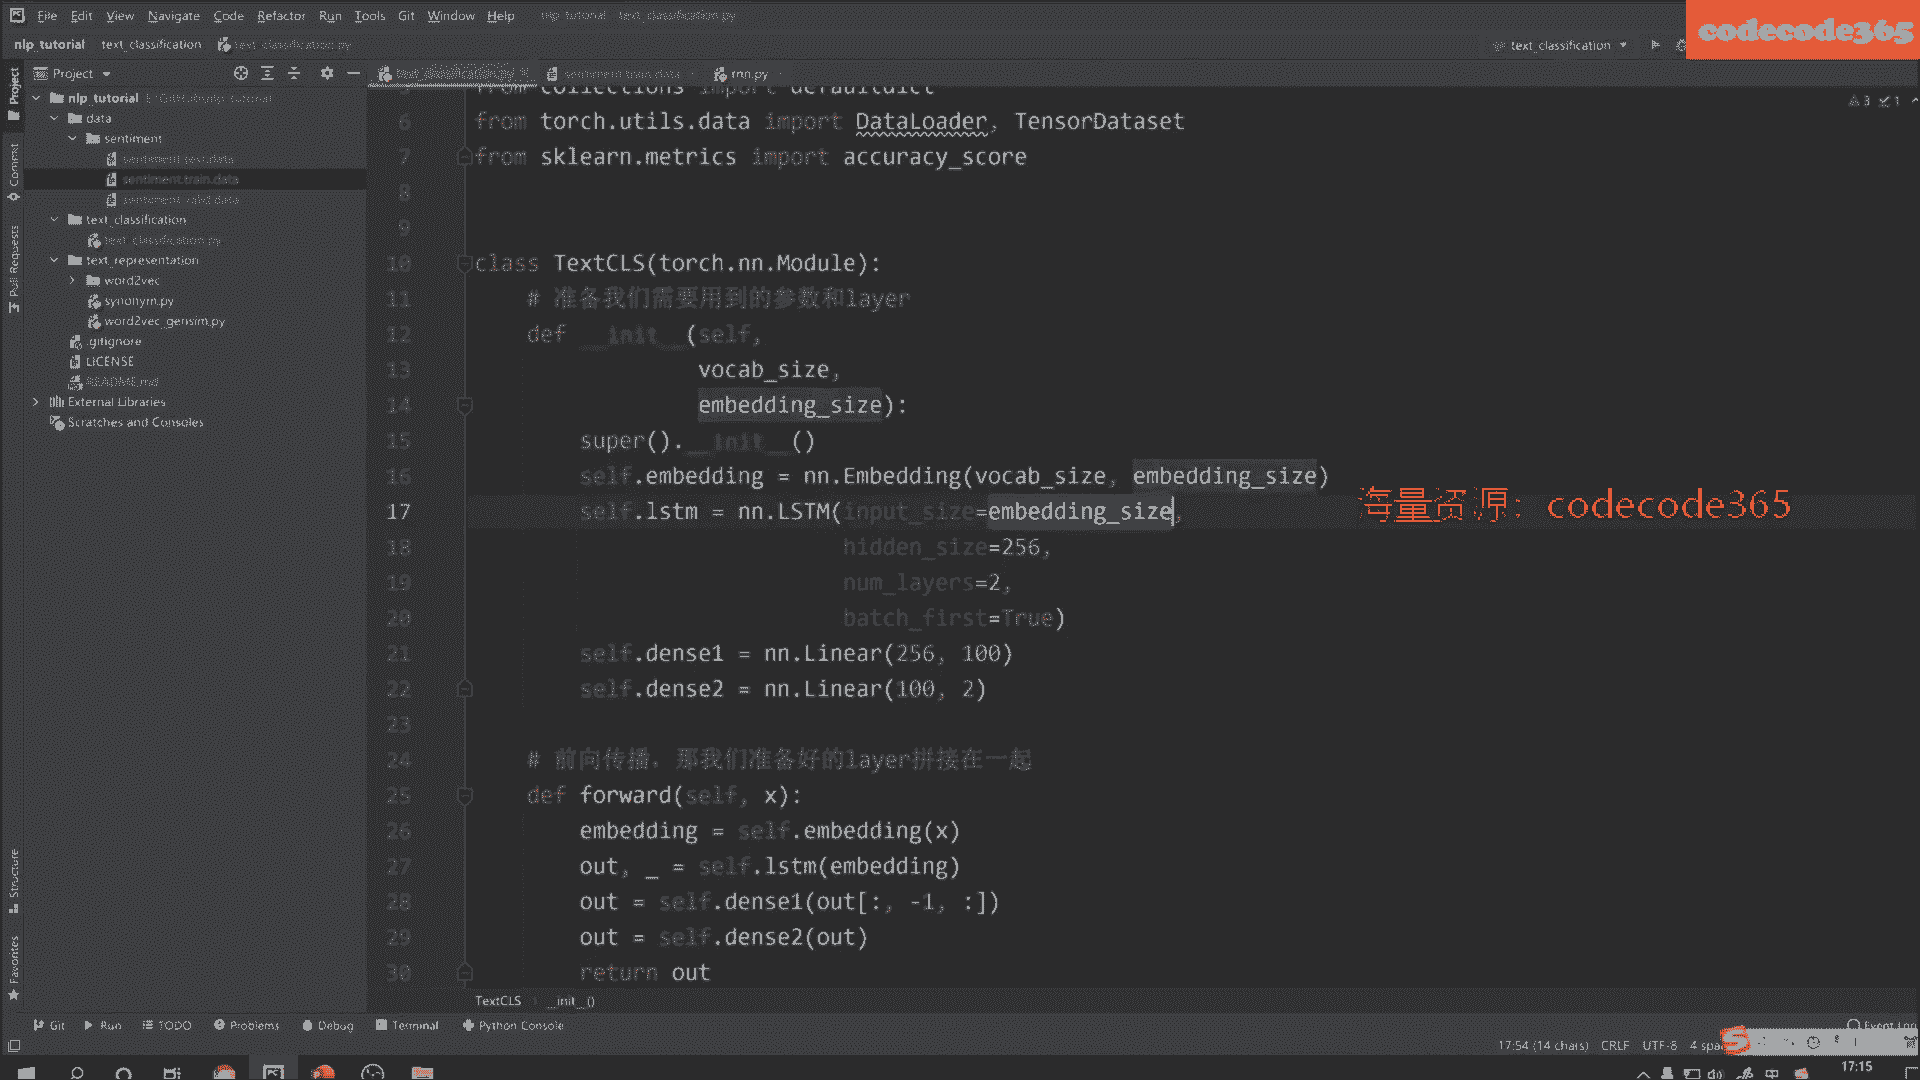 File Edit View Navigate Code Refactor Run Tools Git Window Help nlp_tutorial - text_classification.py
codecode365
nlp_tutorial text_classification text_classification.py
text_classification
Project
text_classification.py sentiment.train.data rnn.py
nlp_tutorial
data
sentiment
sentiment.test.data
sentiment.train.data
sentiment.valid.data
text_classification
text_classification.py
text_representation
word2vec
synonym.py
word2vec_gensim.py
.gitignore
LICENSE
README.md
External Libraries
Scratches and Consoles
Project
Commit
Pull Requests
Structure
Favorites
3 1
from collections import defaultdict
6 from torch.utils.data import DataLoader, TensorDataset
7 from sklearn.metrics import accuracy_score
8
9
10 class TextCLS(torch.nn.Module):
11 # 准备我们需要用到的参数和layer
12 def __init__(self,
13 vocab_size,
14 embedding_size):
15 super().__init__()
16 self.embedding = nn.Embedding(vocab_size, embedding_size)
17 self.lstm = nn.LSTM(input_size=embedding_size,
海量资源：codecode365
18 hidden_size=256,
19 num_layers=2,
20 batch_first=True)
21 self.dense1 = nn.Linear(256, 100)
22 self.dense2 = nn.Linear(100, 2)
23
24 # 前向传播，那我们准备好的layer拼接在一起
25 def forward(self, x):
26 embedding = self.embedding(x)
27 out, _ = self.lstm(embedding)
28 out = self.dense1(out[:, -1, :])
29 out = self.dense2(out)
30 return out
TextCLS __init__()
Git Run TODO Problems Debug Terminal Python Console Event Log
17:54 (14 chars) CRLF UTF-8 4
17:15